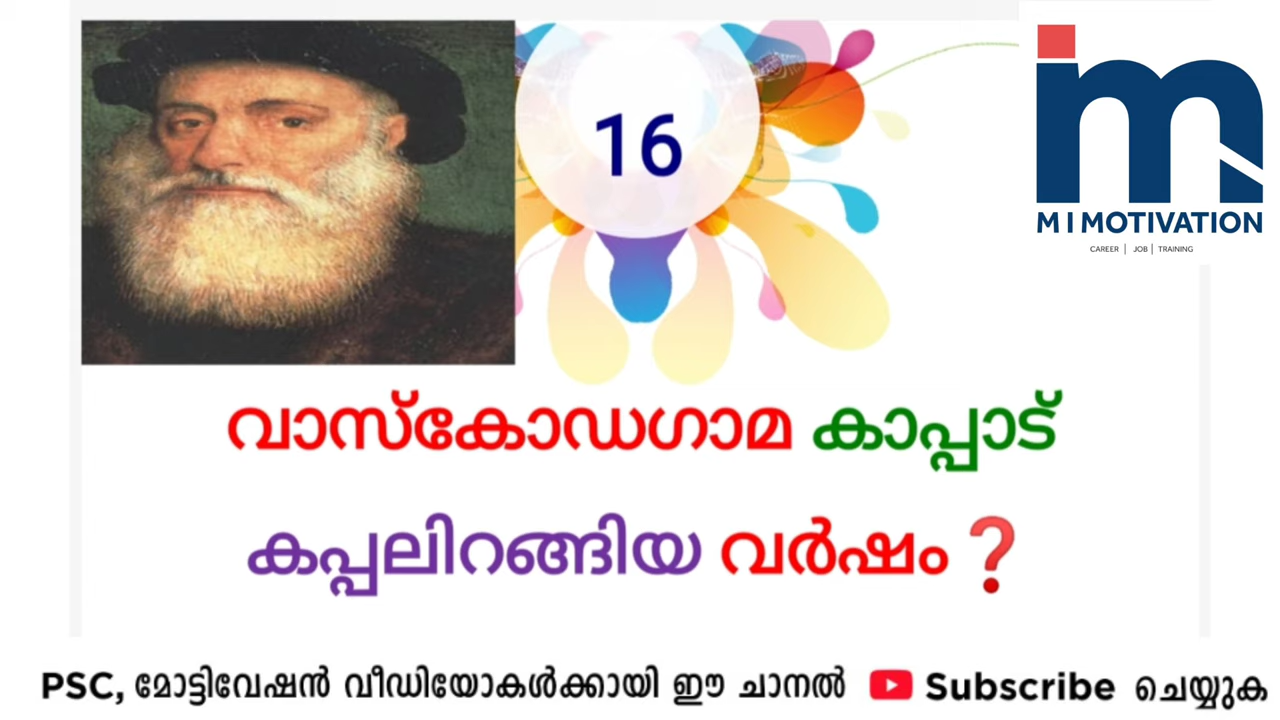 16
M I MOTIVATION
CAREER | JOB | TRAINING
വാസ്കോഡഗാമ കാപ്പാട്
കപ്പലിറങ്ങിയ വർഷം❓
PSC, മോട്ടിവേഷൻ വീഡിയോകൾക്കായി ഈ ചാനൽ Subscribe ചെയ്യുക